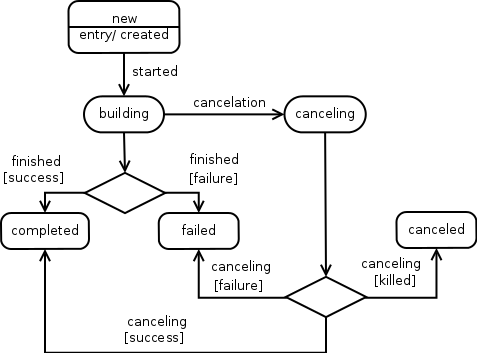 new
entry/ created
started
building
cancelation
canceling
finished
[success]
finished
[failure]
completed
failed
canceled
canceling
[failure]
canceling
[killed]
canceling
[success]